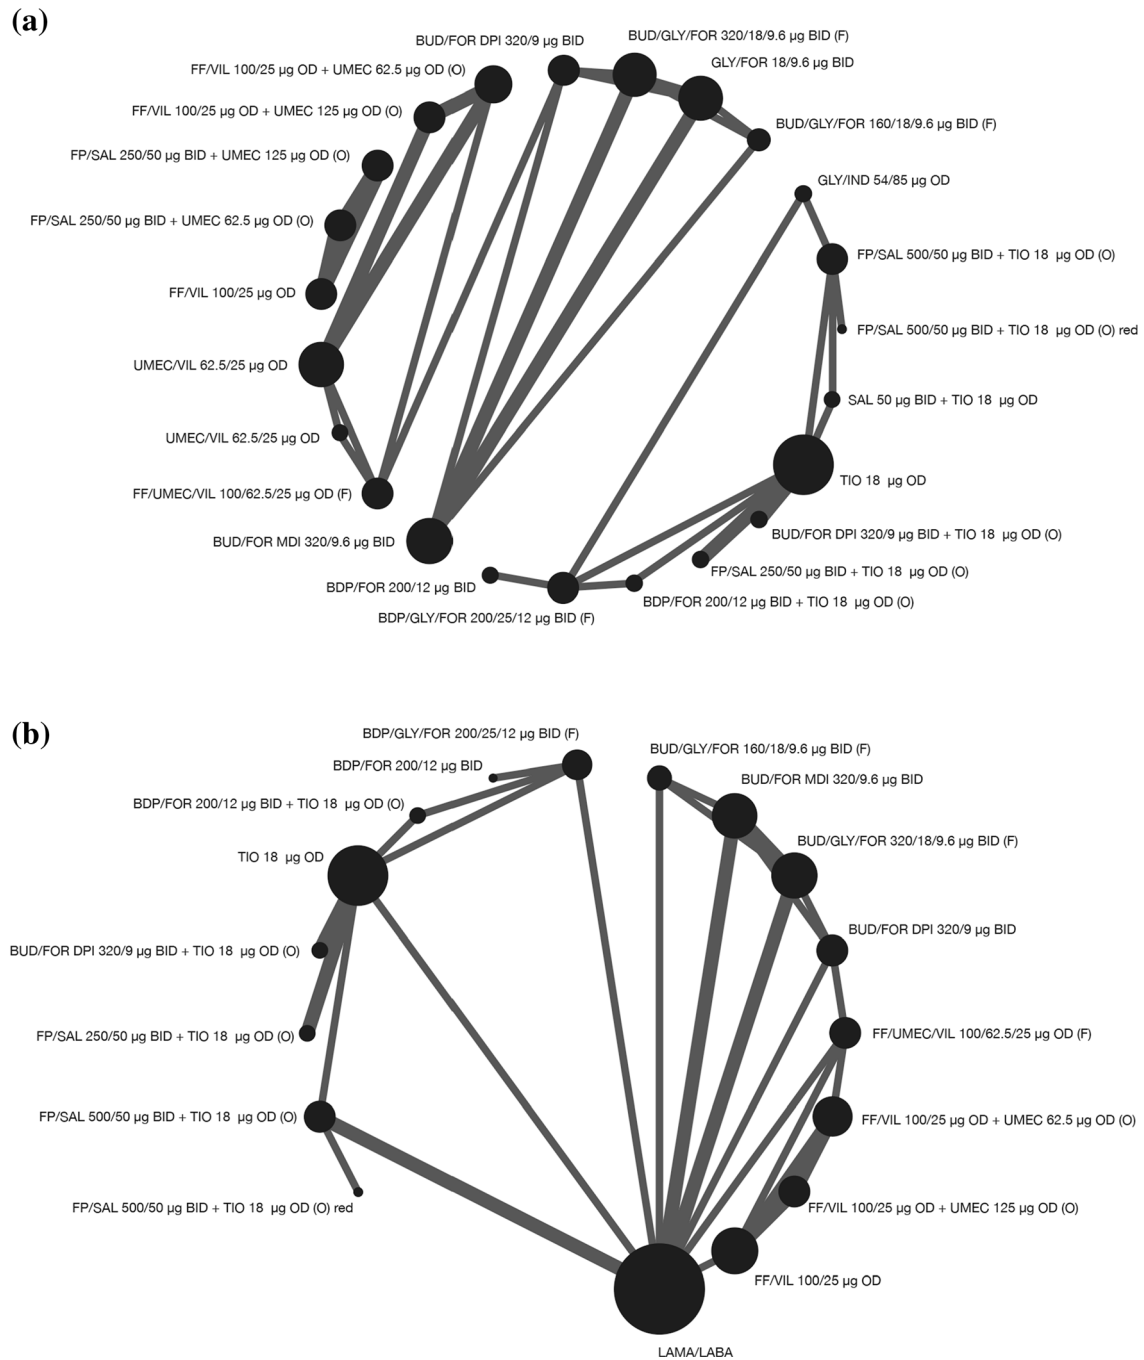 (a)
BUD/FOR DPI 320/9 µg BID
BUD/GLY/FOR 320/18/9.6 µg BID (F)
GLY/FOR 18/9.6 µg BID
FF/VIL 100/25 µg OD + UMEC 62.5 µg OD (O)
FF/VIL 100/25 µg OD + UMEC 125 µg OD (O)
BUD/GLY/FOR 160/18/9.6 µg BID (F)
FP/SAL 250/50 µg BID + UMEC 125 µg OD (O)
GLY/IND 54/85 µg OD
FP/SAL 250/50 µg BID + UMEC 62.5 µg OD (O)
FP/SAL 500/50 µg BID + TIO 18 µg OD (O)
FF/VIL 100/25 µg OD
FP/SAL 500/50 µg BID + TIO 18 µg OD (O) red
UMEC/VIL 62.5/25 µg OD
SAL 50 µg BID + TIO 18 µg OD
UMEC/VIL 62.5/25 µg OD
TIO 18 µg OD
FF/UMEC/VIL 100/62.5/25 µg OD (F)
BUD/FOR DPI 320/9 µg BID + TIO 18 µg OD (O)
BUD/FOR MDI 320/9.6 µg BID
FP/SAL 250/50 µg BID + TIO 18 µg OD (O)
BDP/FOR 200/12 µg BID
BDP/FOR 200/12 µg BID + TIO 18 µg OD (O)
BDP/GLY/FOR 200/25/12 µg BID (F)
(b)
BDP/GLY/FOR 200/25/12 µg BID (F)
BUD/GLY/FOR 160/18/9.6 µg BID (F)
BDP/FOR 200/12 µg BID
BUD/FOR MDI 320/9.6 µg BID
BDP/FOR 200/12 µg BID + TIO 18 µg OD (O)
BUD/GLY/FOR 320/18/9.6 µg BID (F)
TIO 18 µg OD
BUD/FOR DPI 320/9 µg BID
BUD/FOR DPI 320/9 µg BID + TIO 18 µg OD (O)
FF/UMEC/VIL 100/62.5/25 µg OD (F)
FP/SAL 250/50 µg BID + TIO 18 µg OD (O)
FP/SAL 500/50 µg BID + TIO 18 µg OD (O)
FF/VIL 100/25 µg OD + UMEC 62.5 µg OD (O)
FP/SAL 500/50 µg BID + TIO 18 µg OD (O) red
FF/VIL 100/25 µg OD + UMEC 125 µg OD (O)
FF/VIL 100/25 µg OD
LAMA/LABA